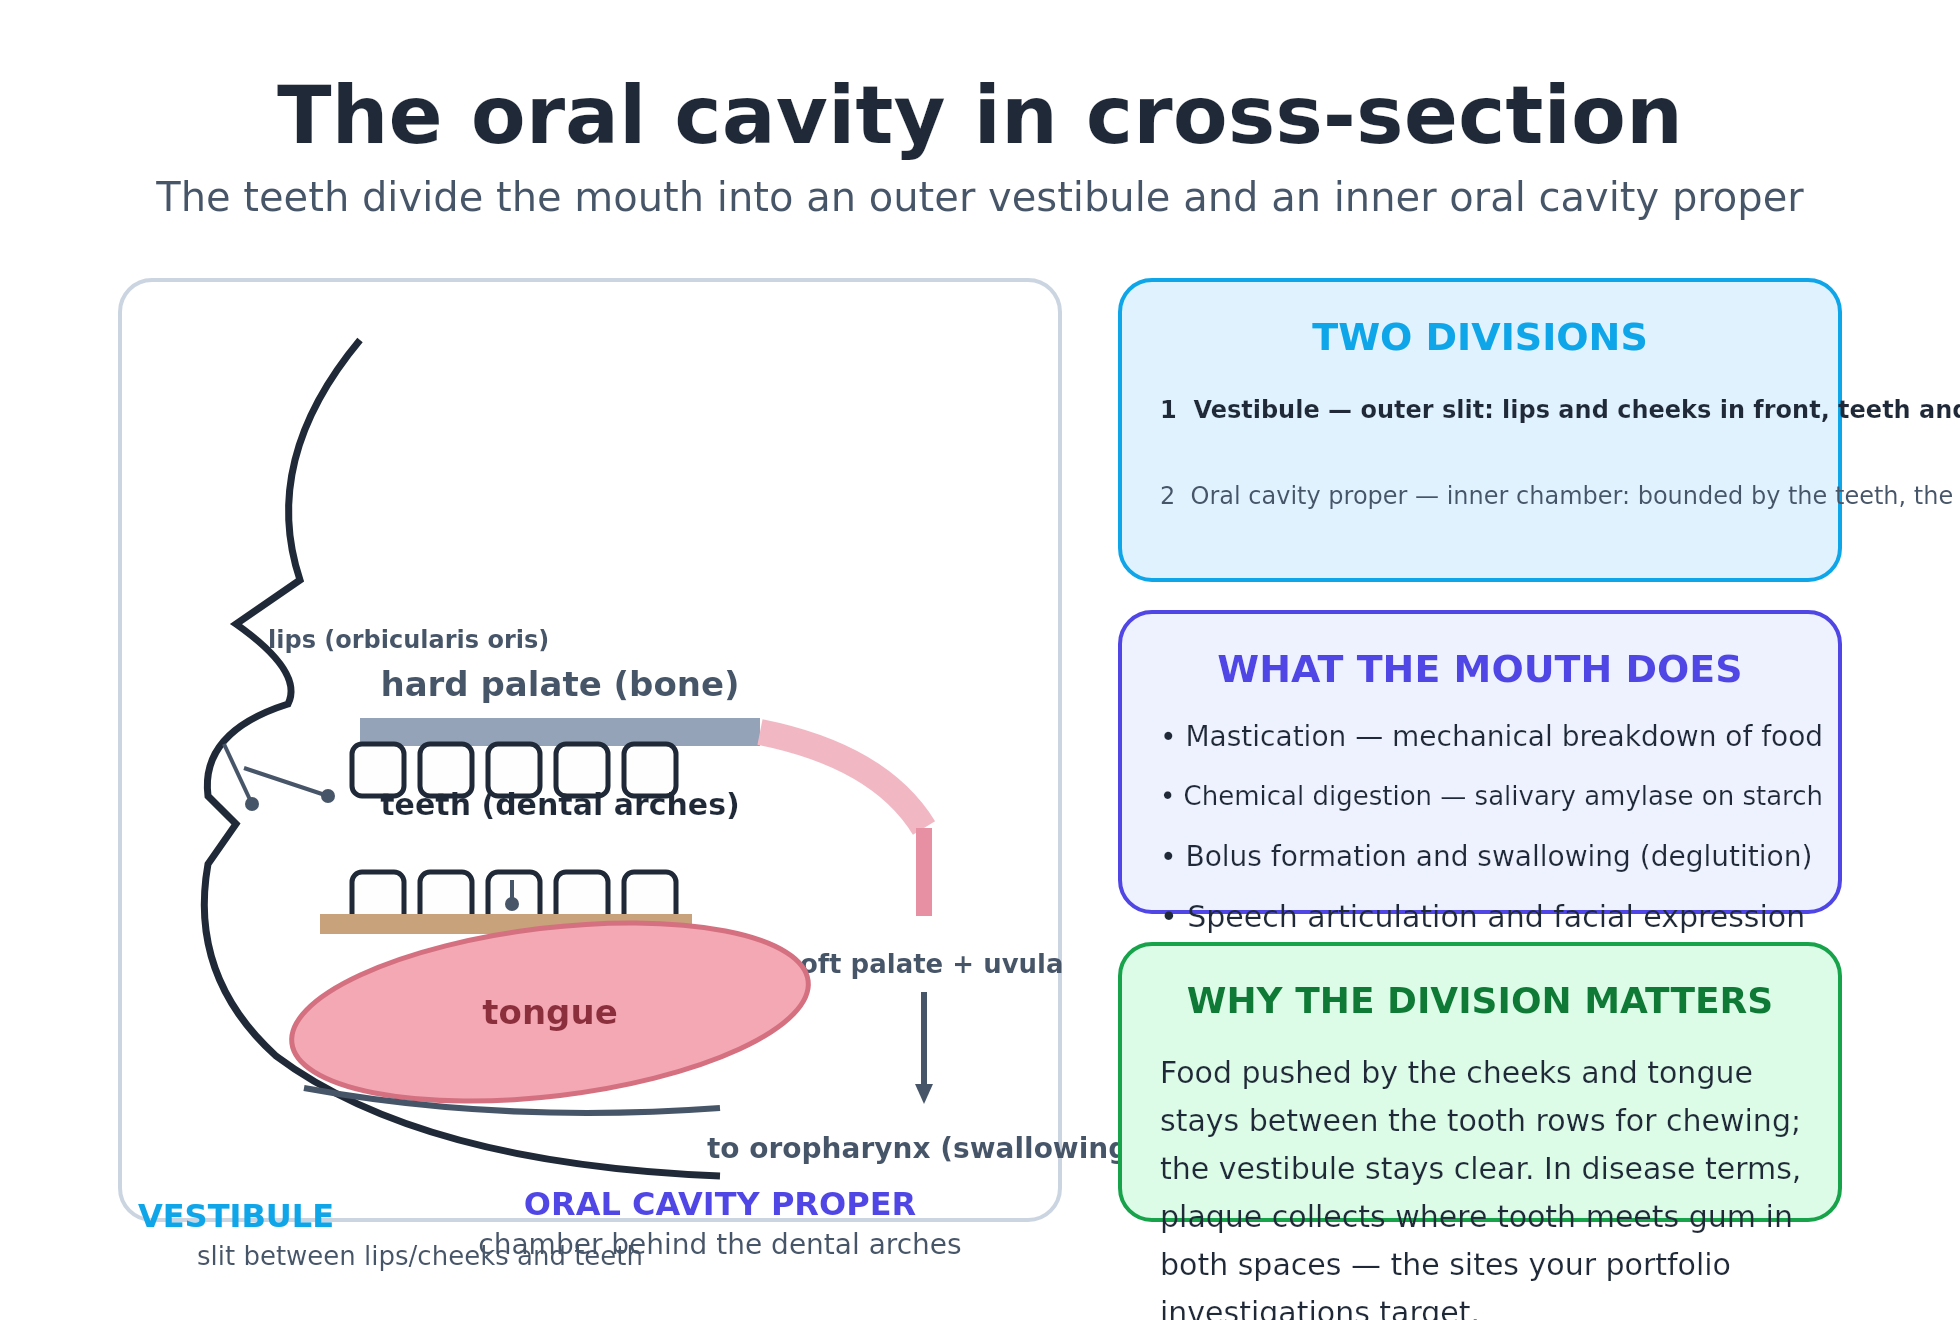 The oral cavity in cross-section
The teeth divide the mouth into an outer vestibule and an inner oral cavity proper
lips (orbicularis oris)
hard palate (bone)
teeth (dental arches)
oft palate + uvula
tongue
to oropharynx (swallowing
VESTIBULE
slit between lips/cheeks and teeth
ORAL CAVITY PROPER
chamber behind the dental arches
TWO DIVISIONS
1 Vestibule — outer slit: lips and cheeks in front, teeth and
2 Oral cavity proper — inner chamber: bounded by the teeth, the
WHAT THE MOUTH DOES
• Mastication — mechanical breakdown of food
• Chemical digestion — salivary amylase on starch
• Bolus formation and swallowing (deglutition)
• Speech articulation and facial expression
WHY THE DIVISION MATTERS
Food pushed by the cheeks and tongue
stays between the tooth rows for chewing;
the vestibule stays clear. In disease terms,
plaque collects where tooth meets gum in
both spaces — the sites your portfolio
investigations target.